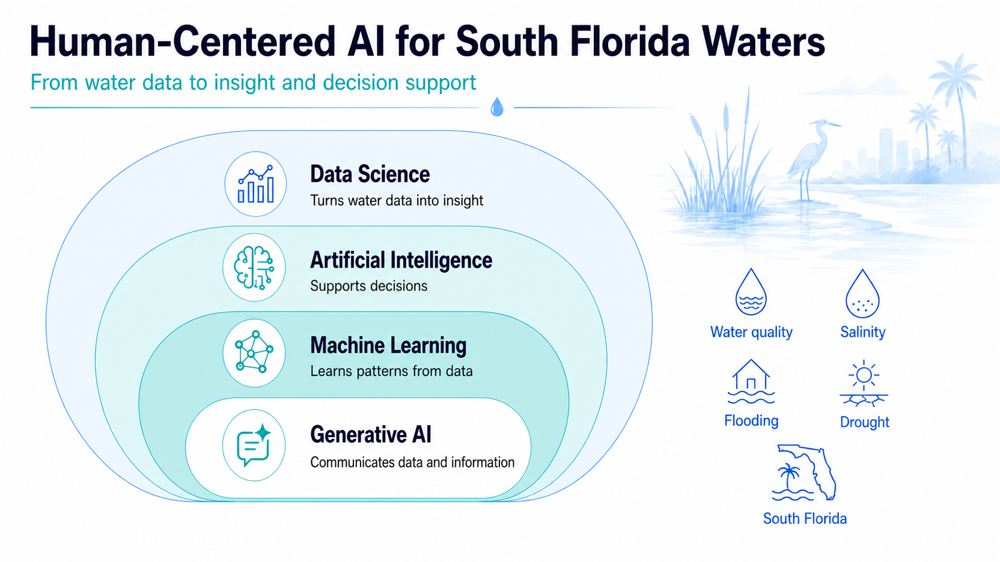 Human-Centered AI for South Florida Waters
From water data to insight and decision support
Data Science
Turns water data into insight
Artificial Intelligence
Supports decisions
Machine Learning
Learns patterns from data
Generative AI
Communicates data and information
Water quality
Salinity
Flooding
Drought
South Florida